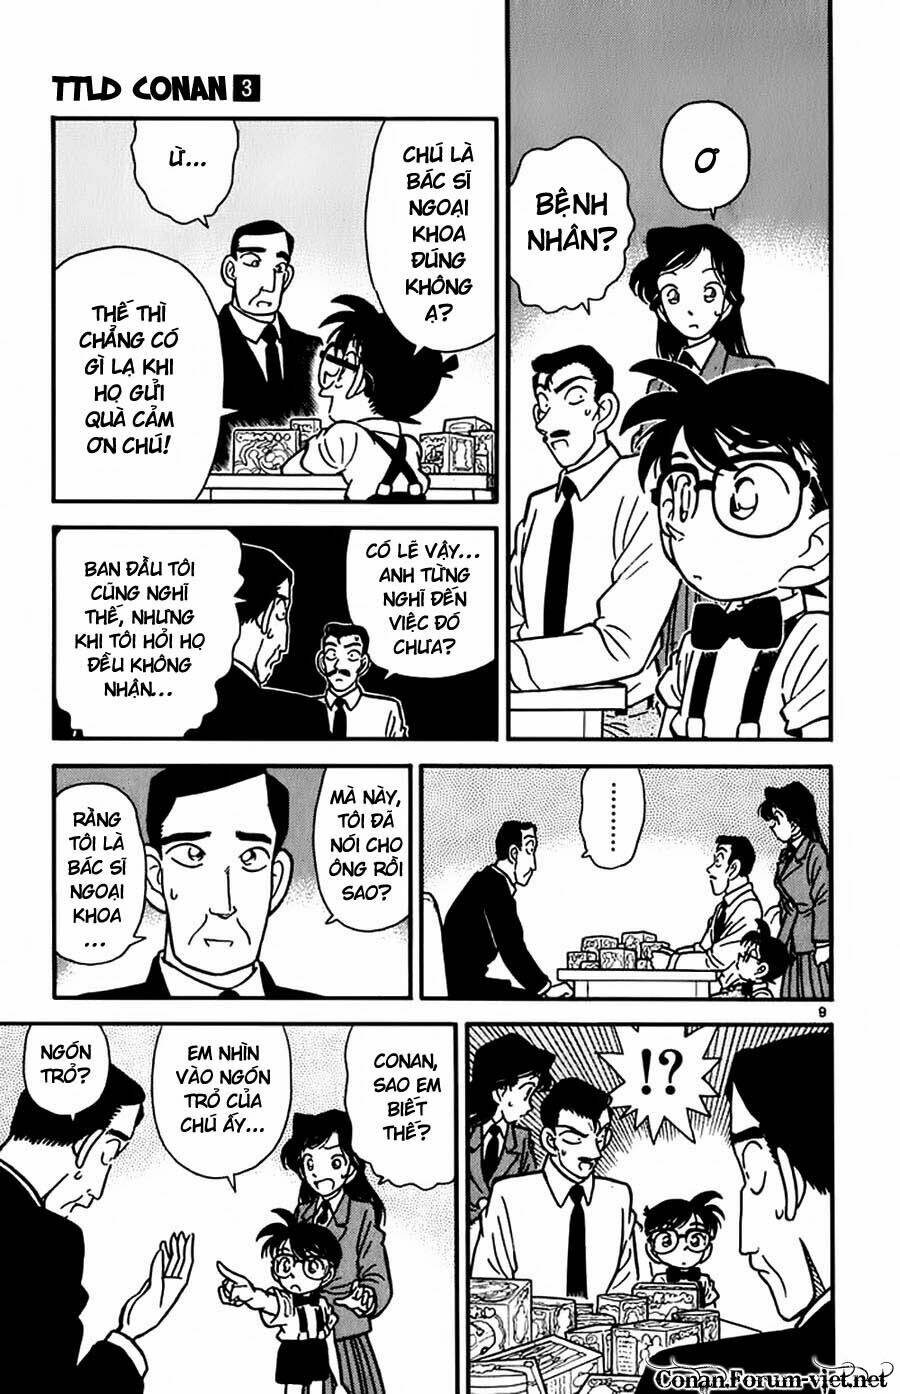 TTLD CONAN 3
Ơ
BỆNH
NHÂN?
CHÚ LÀ
BÁC SĨ
NGOẠI
KHOA
ĐÚNG
KHÔNG
Ạ?
Ừ...
THẾ THÌ
CHẲNG CÓ
GÌ LẠ KHI
HỌ GỬI
QUÀ CẢM
ƠN CHÚ!
CÓ LẼ VẬY...
ANH TỪNG
NGHĨ ĐẾN
VIỆC ĐÓ
CHƯA?
BAN ĐẦU TÔI
CŨNG NGHĨ
THẾ, NHƯNG
KHI TÔI HỎI HỌ
ĐỀU KHÔNG
NHẬN...
..........
MÀ NÀY,
TÔI ĐÃ
NÓI CHO
ÔNG RỒI
SAO?
RẰNG
TÔI LÀ
BÁC SĨ
NGOẠI
KHOA
...
9
!?
CONAN,
SAO EM
BIẾT
THẾ?
EM NHÌN
VÀO NGÓN
TRỎ CỦA
CHÚ ẤY...
NGÓN
TRỎ?
Conan.Forum-viet.net